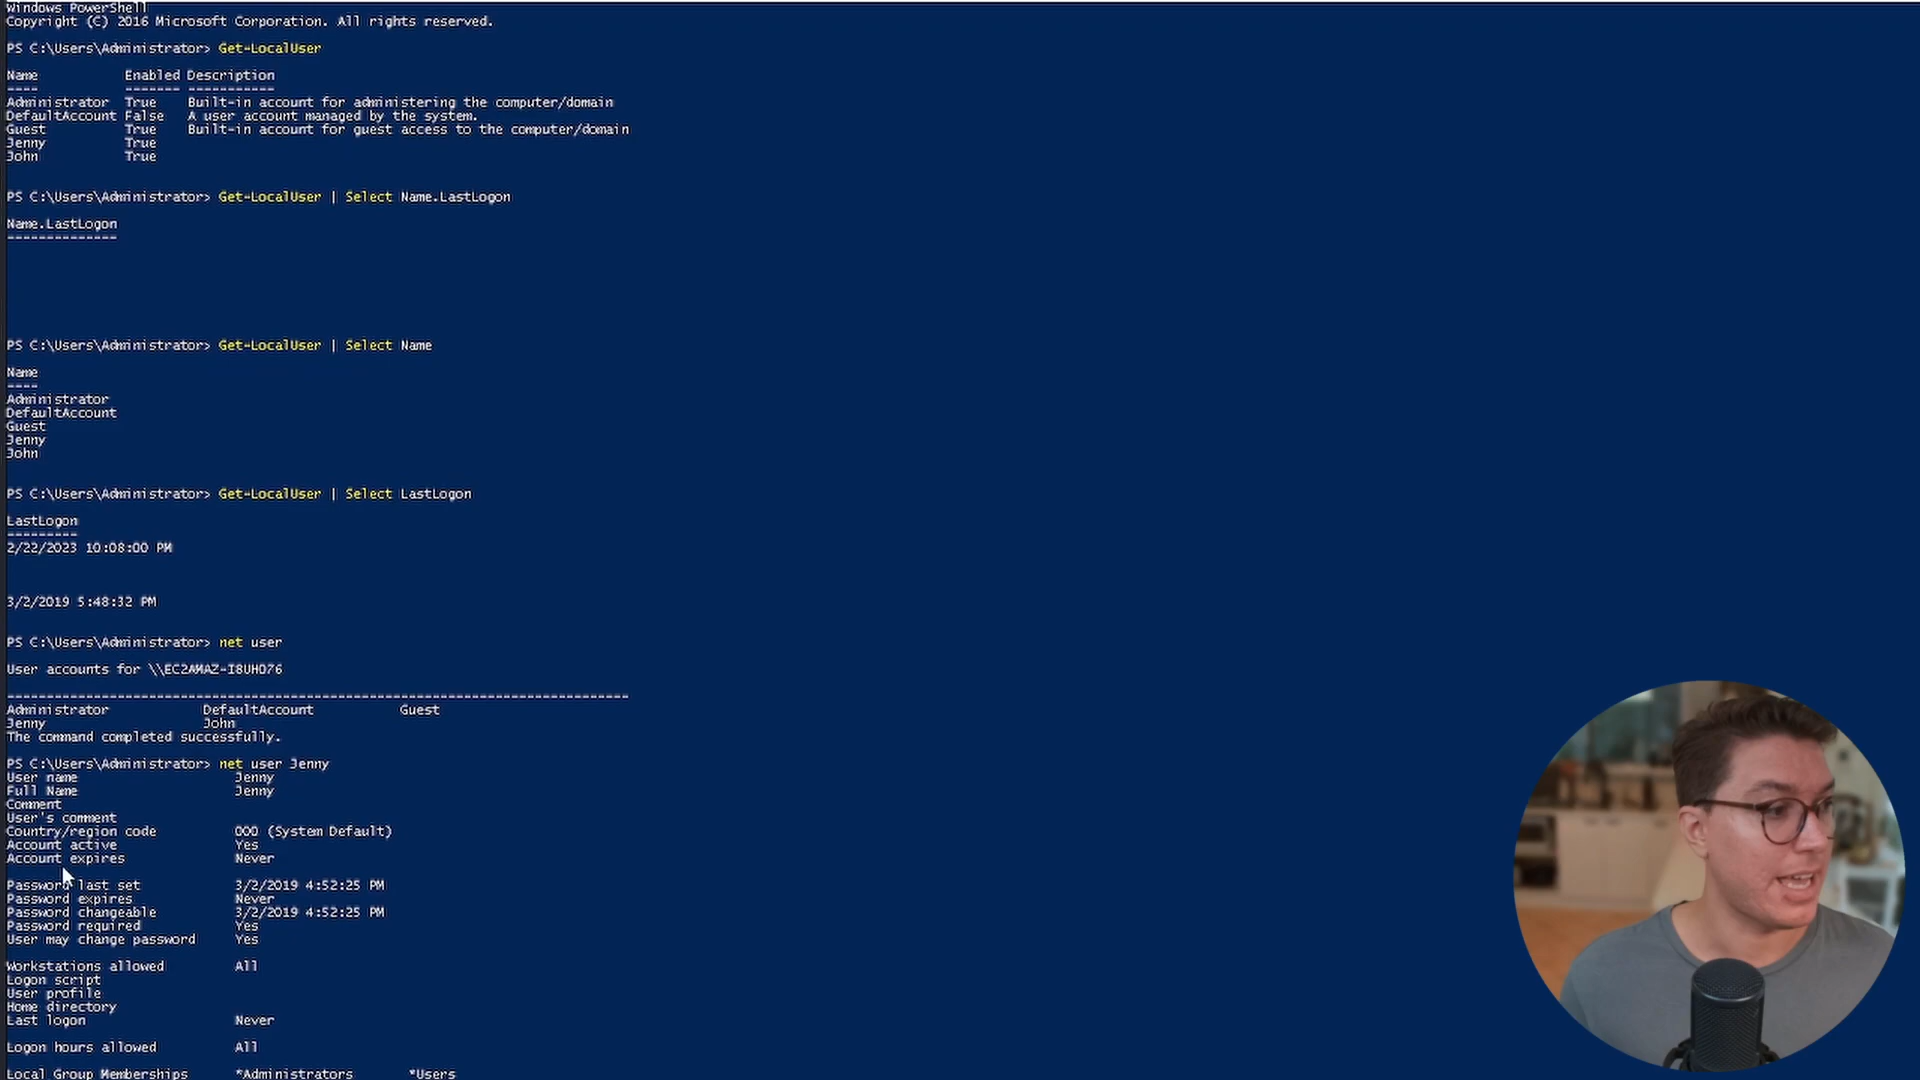 Windows PowerShell
Copyright (C) 2016 Microsoft Corporation. All rights reserved.
PS C:\Users\Administrator> Get-LocalUser
Name Enabled Description
---- ------- -----------
Administrator True Built-in account for administering the computer/domain
DefaultAccount False A user account managed by the system.
Guest True Built-in account for guest access to the computer/domain
Jenny True
John True
PS C:\Users\Administrator> Get-LocalUser | Select Name.LastLogon
Name.LastLogon
--------------
PS C:\Users\Administrator> Get-LocalUser | Select Name
Name
----
Administrator
DefaultAccount
Guest
Jenny
John
PS C:\Users\Administrator> Get-LocalUser | Select LastLogon
LastLogon
---------
2/22/2023 10:08:00 PM
3/2/2019 5:48:32 PM
PS C:\Users\Administrator> net user
User accounts for \\EC2AMAZ-I8UHO76
-------------------------------------------------------------------------------
Administrator DefaultAccount Guest
Jenny John
The command completed successfully.
PS C:\Users\Administrator> net user Jenny
User name Jenny
Full Name Jenny
Comment
User's comment
Country/region code 000 (System Default)
Account active Yes
Account expires Never
Password last set 3/2/2019 4:52:25 PM
Password expires Never
Password changeable 3/2/2019 4:52:25 PM
Password required Yes
User may change password Yes
Workstations allowed All
Logon script
User profile
Home directory
Last logon Never
Logon hours allowed All
Local Group Memberships *Administrators *Users